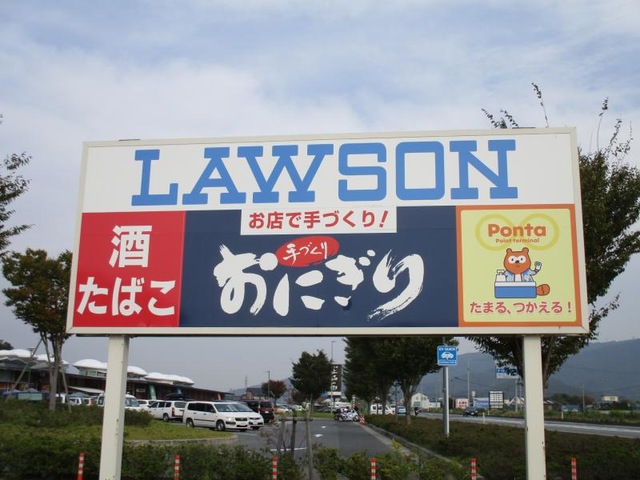 LAWSON
お店で手づくり!
酒
たばこ
手づくり
おにぎり
Ponta
Point terminal
たまる、つかえる!